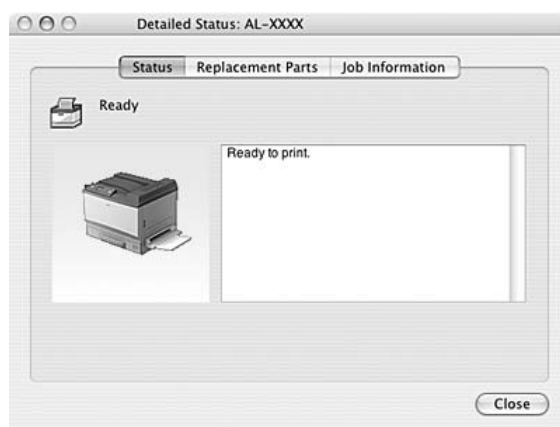 Detailed Status: AL-XXXX
Status Replacement Parts Job Information
Ready
Ready to print.
Close